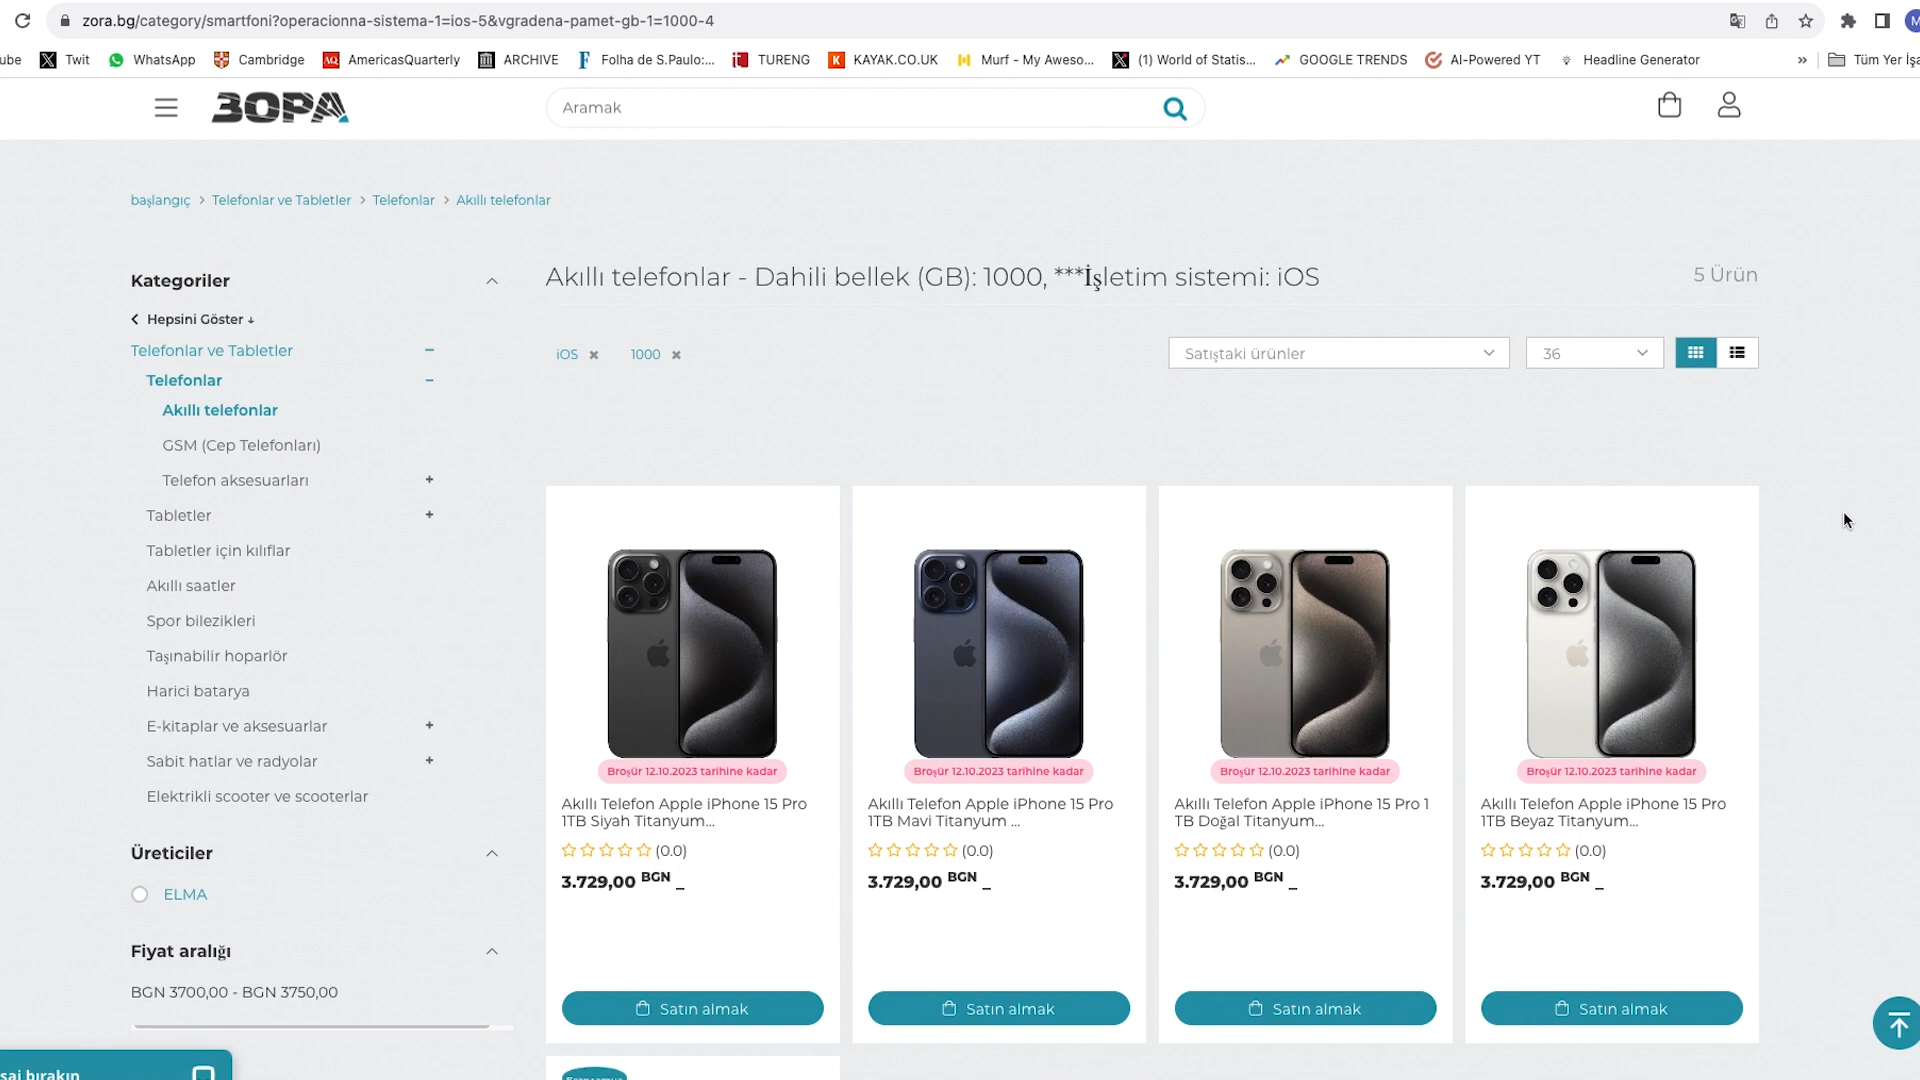 zora.bg/category/smartfoni?operacionna-sistema-1=ios-5&vgradena-pamet-gb-1=1000-4
ube Twit WhatsApp Cambridge AmericasQuarterly ARCHIVE Folha de S.Paulo:... TURENG KAYAK.CO.UK Murf - My Aweso... (1) World of Statis... GOOGLE TRENDS AI-Powered YT Headline Generator » Tüm Yer İşa
ЗОРА Aramak
başlangıç > Telefonlar ve Tabletler > Telefonlar > Akıllı telefonlar
Kategoriler
Hepsini Göster ↓
Telefonlar ve Tabletler –
Telefonlar –
Akıllı telefonlar
GSM (Cep Telefonları)
Telefon aksesuarları +
Tabletler +
Tabletler için kılıflar
Akıllı saatler
Spor bilezikleri
Taşınabilir hoparlör
Harici batarya
E-kitaplar ve aksesuarlar +
Sabit hatlar ve radyolar +
Elektrikli scooter ve scooterlar
Üreticiler
ELMA
Fiyat aralığı
BGN 3700,00 - BGN 3750,00
saj bırakın
Akıllı telefonlar - Dahili bellek (GB): 1000, ***İşletim sistemi: iOS
5 Ürün
iOS × 1000 ×
Satıştaki ürünler 36
Broşür 12.10.2023 tarihine kadar
Akıllı Telefon Apple iPhone 15 Pro
1TB Siyah Titanyum...
(0.0)
3.729,00 BGN _
Satın almak
Broşür 12.10.2023 tarihine kadar
Akıllı Telefon Apple iPhone 15 Pro
1TB Mavi Titanyum ...
(0.0)
3.729,00 BGN _
Satın almak
Broşür 12.10.2023 tarihine kadar
Akıllı Telefon Apple iPhone 15 Pro 1
TB Doğal Titanyum...
(0.0)
3.729,00 BGN _
Satın almak
Broşür 12.10.2023 tarihine kadar
Akıllı Telefon Apple iPhone 15 Pro
1TB Beyaz Titanyum...
(0.0)
3.729,00 BGN _
Satın almak